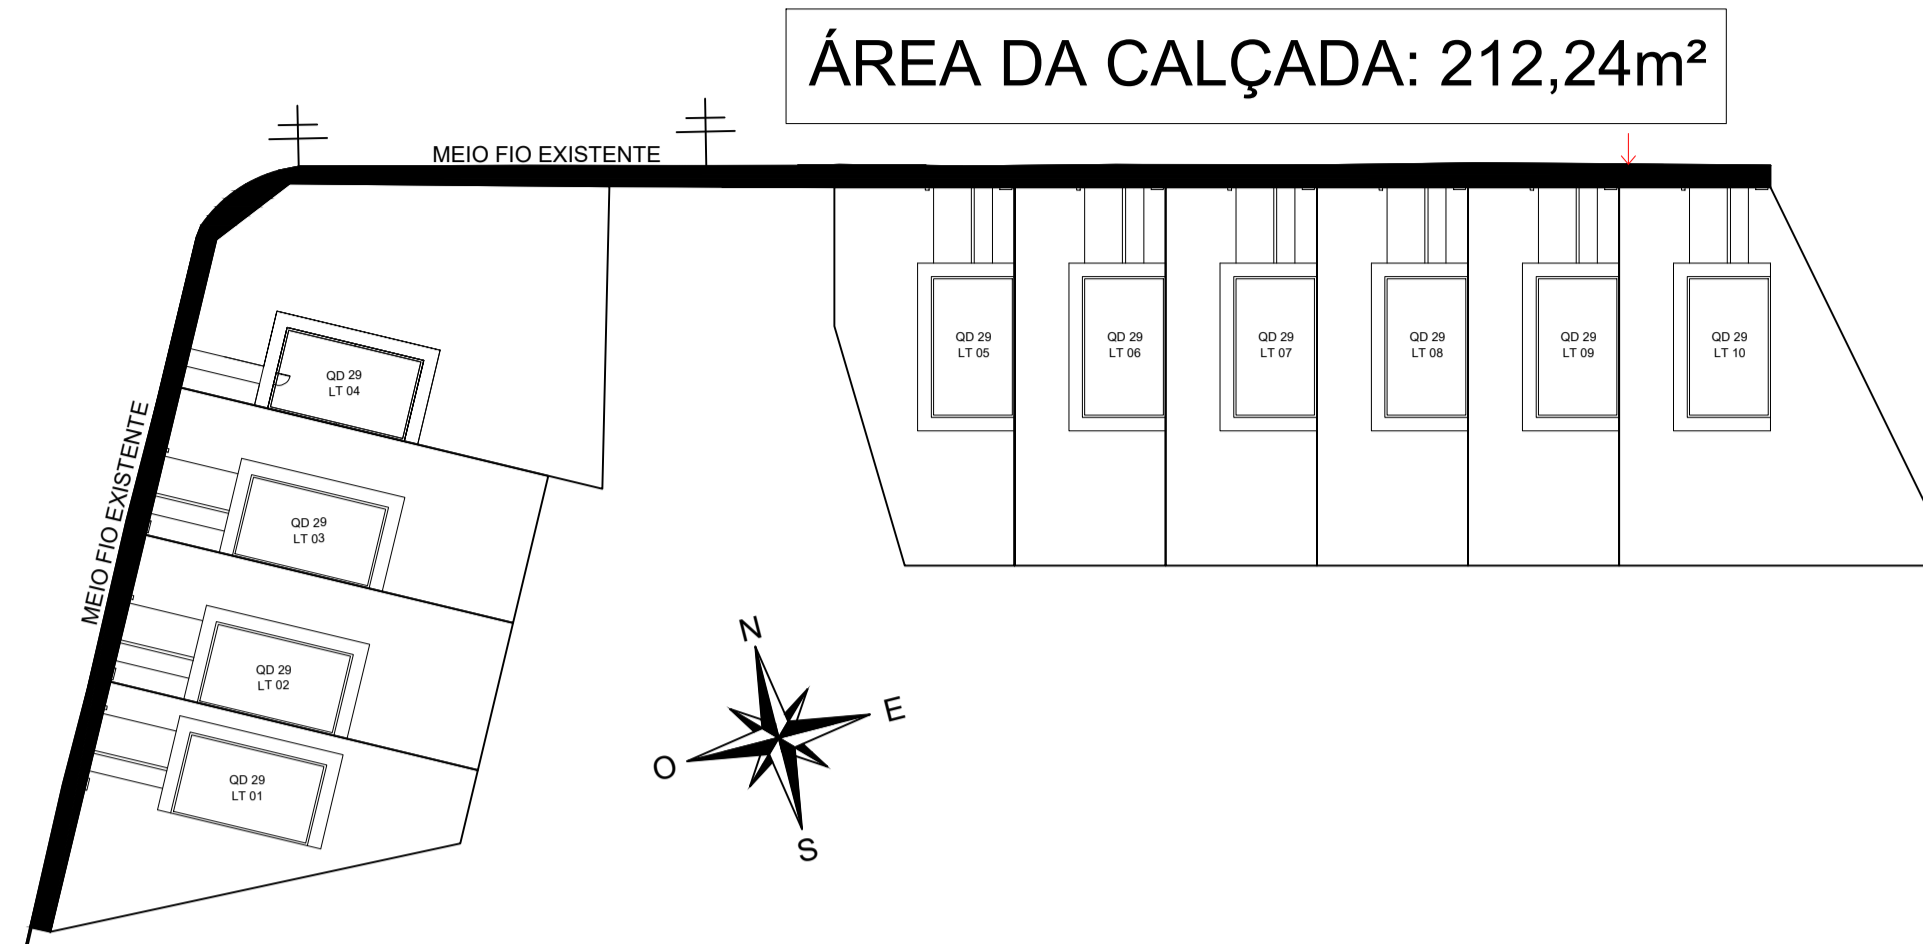 ÁREA DA CALÇADA: 212,24m²
MEIO FIO EXISTENTE
QD 29
LT 05
QD 29
LT 06
QD 29
LT 07
QD 29
LT 08
QD 29
LT 09
QD 29
LT 10
QD 29
LT 04
MEIO FIO EXISTENTE
QD 29
LT 03
QD 29
LT 02
QD 29
LT 01
N
E
O
S